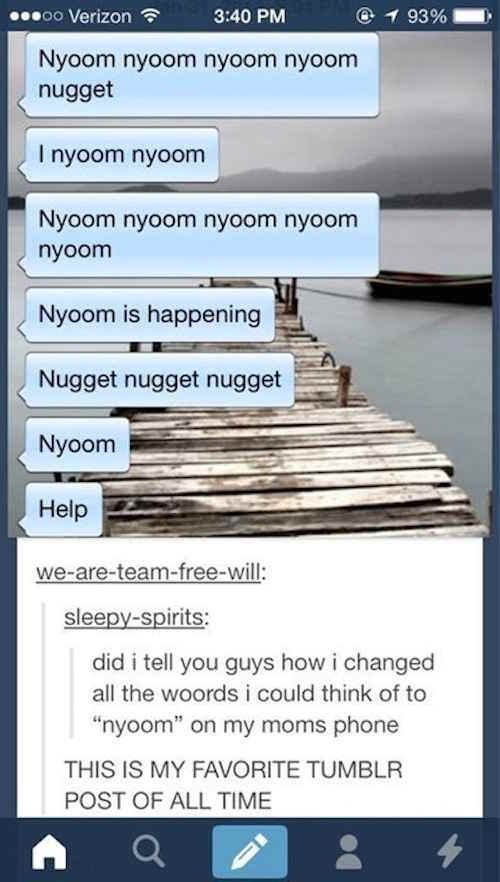 Verizon 3:40 PM 93%
Nyoom nyoom nyoom nyoom
nugget
I nyoom nyoom
Nyoom nyoom nyoom nyoom
nyoom
Nyoom is happening
Nugget nugget nugget
Nyoom
Help
we-are-team-free-will:
sleepy-spirits:
did i tell you guys how i changed
all the woords i could think of to
“nyoom” on my moms phone
THIS IS MY FAVORITE TUMBLR
POST OF ALL TIME